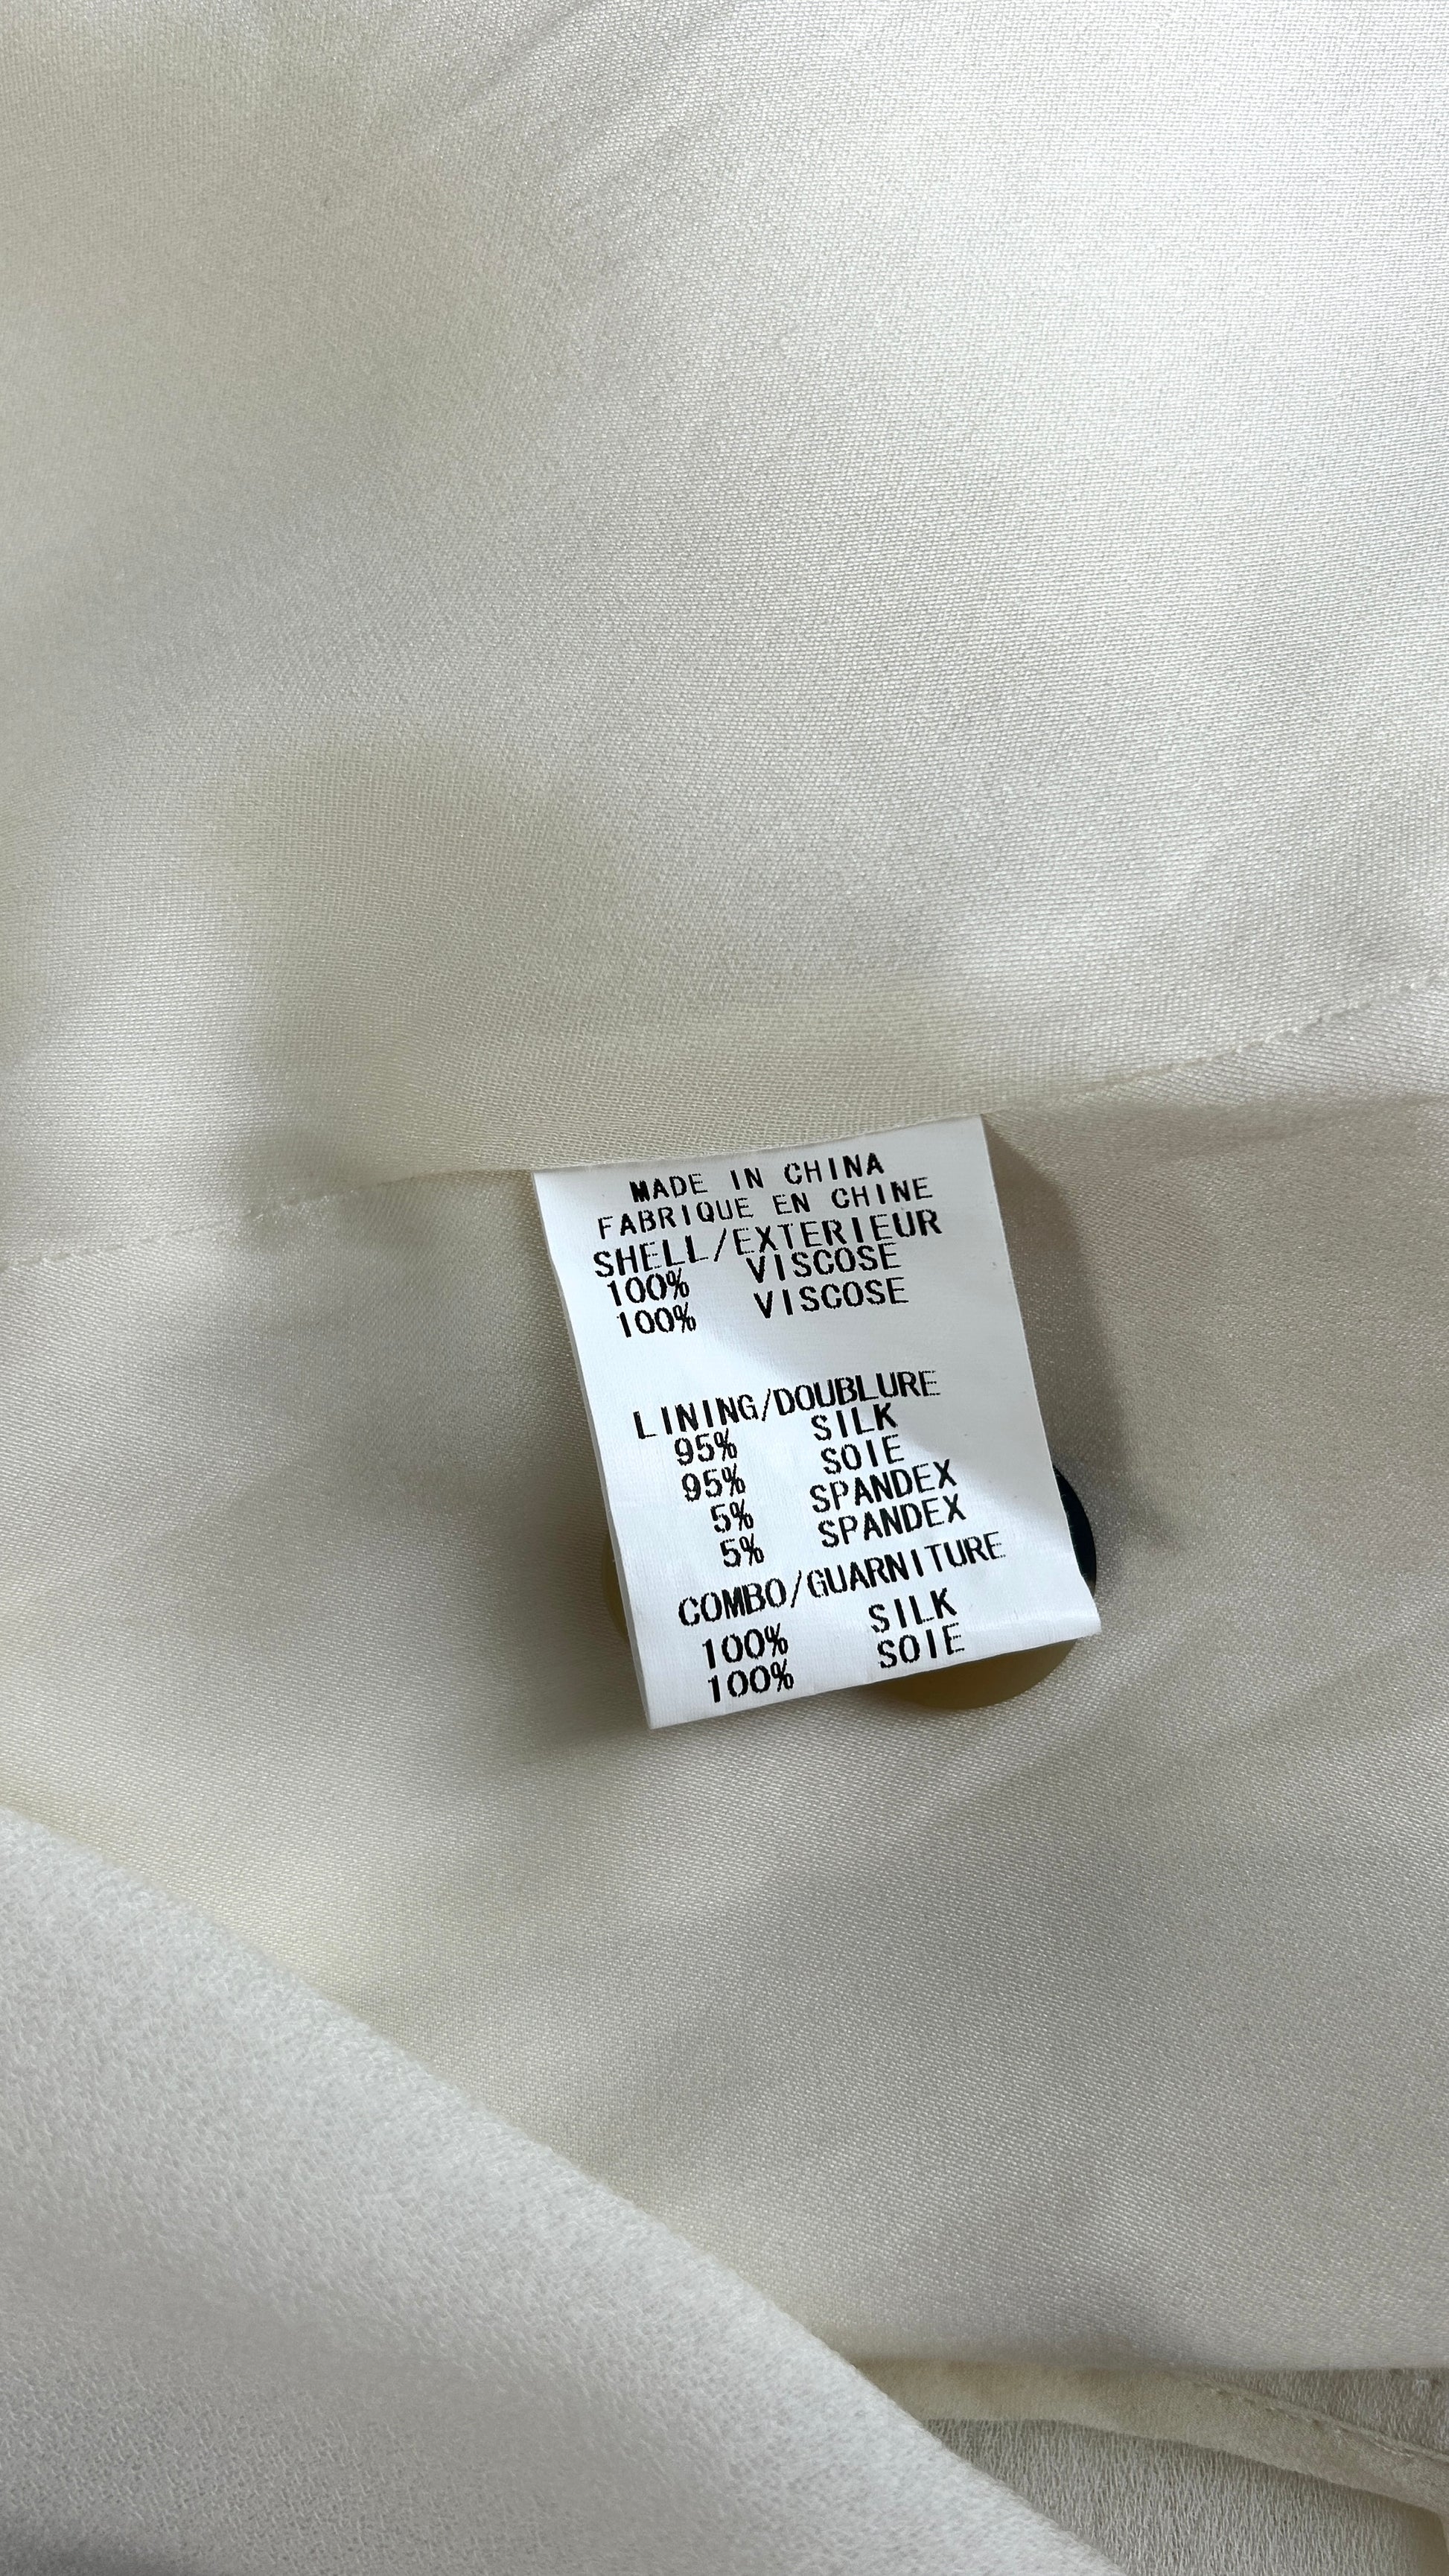 MADE IN CHINA
FABRIQUE EN CHINE
SHELL/EXTERIEUR
100% VISCOSE
100% VISCOSE
LINING/DOUBLURE
95% SILK
95% SOIE
5% SPANDEX
5% SPANDEX
COMBO/GUARNITURE
100% SILK
100% SOIE